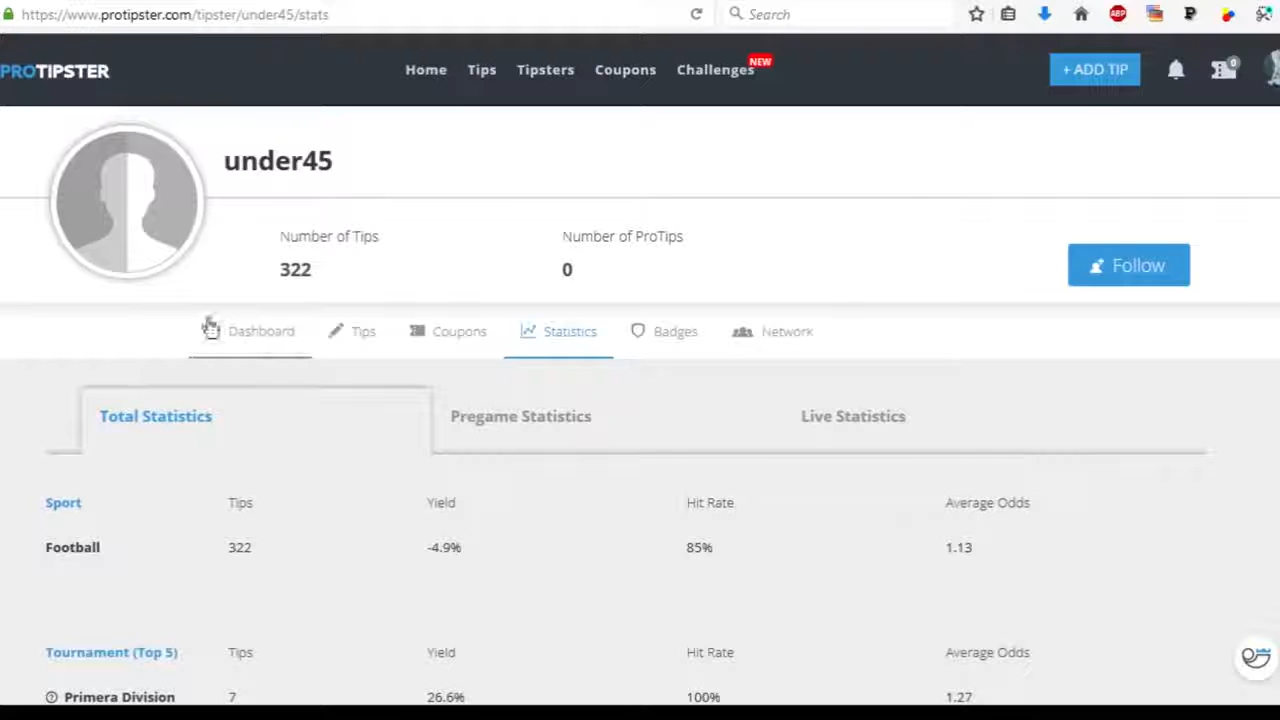 https://www.protipster.com/tipster/under45/stats
Search
ABP
PROTIPSTER
Home Tips Tipsters Coupons Challenges NEW
+ ADD TIP
0
under45
Number of Tips Number of ProTips
322 0
Follow
Dashboard Tips Coupons Statistics Badges Network
Total Statistics Pregame Statistics Live Statistics
Sport Tips Yield Hit Rate Average Odds
Football 322 -4.9% 85% 1.13
Tournament (Top 5) Tips Yield Hit Rate Average Odds
Primera Division 7 26.6% 100% 1.27